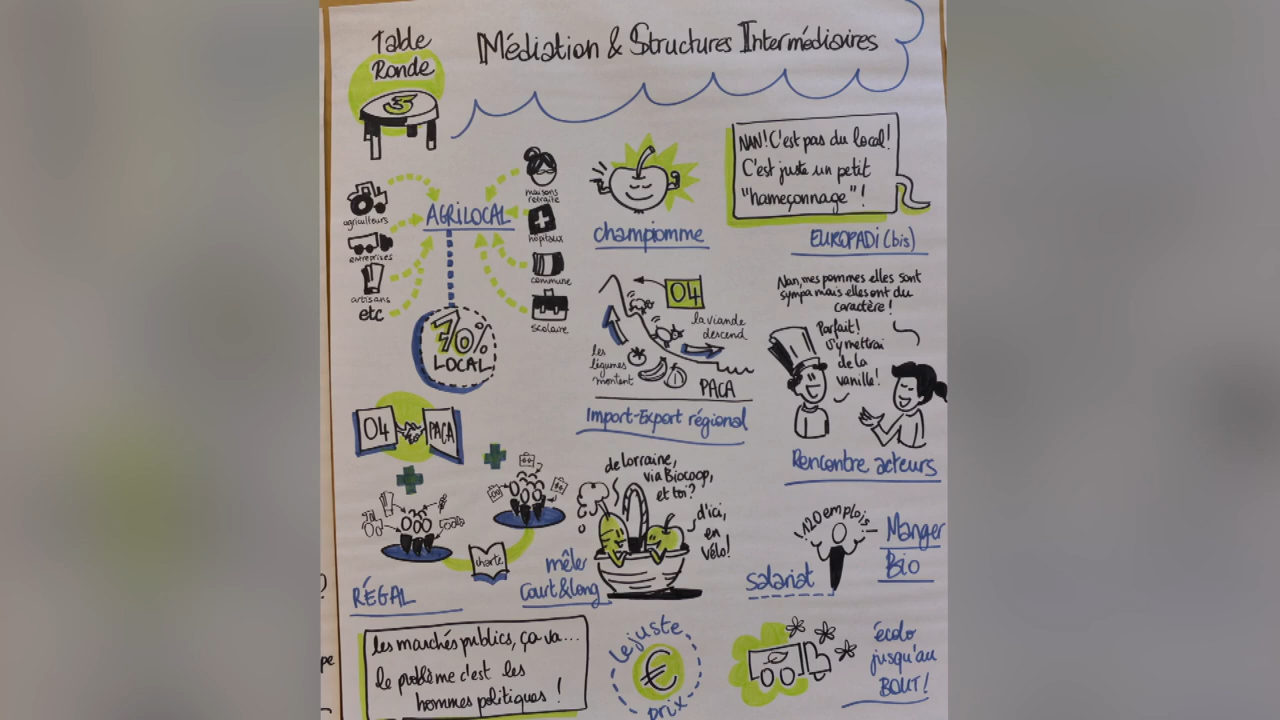 Table
Ronde
3
Médiation & Structures Intermédiaires
agriculteurs
entreprises
artisans
etc
AGRILOCAL
maisons
retraite
hôpitaux
commune
scolaire
70%
LOCAL
championme
NAN! C'est pas du local!
C'est juste un petit
"hameçonnage"!
EUROPADI (bis)
04
la viande
descend
les
légumes
montent
PACA
Import-Export régional
Nan, mes pommes elles sont
sympa mais elles ont du
caractère!
Parfait!
J'y mettrai
de la
vanille!
Rencontre acteurs
04
PACA
charte
RÉGAL
de Lorraine,
via Biocoop,
et toi?
d'ici,
en
vélo!
mêler
Court & long
120 emplois
salariat
Manger
Bio
les marchés publics, ça va...
le problème c'est les
hommes politiques!
le juste
€
prix
écolo
jusqu'au
BOUT!